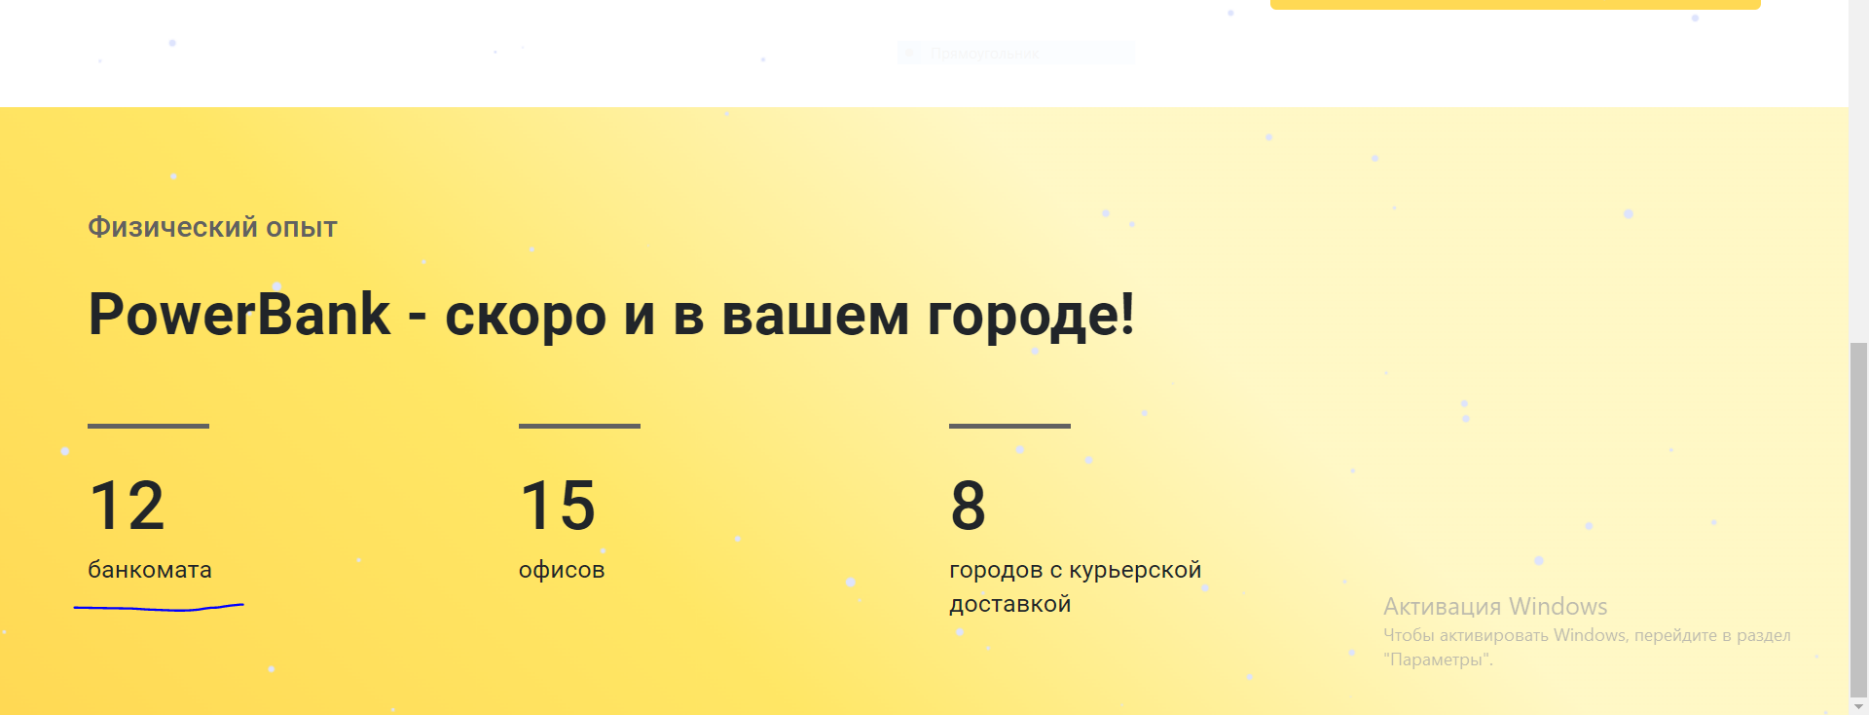 Прямоугольник
Физический опыт
PowerBank - скоро и в вашем городе!
12
банкомата
15
офисов
8
городов с курьерской
доставкой
Активация Windows
Чтобы активировать Windows, перейдите в раздел
"Параметры".